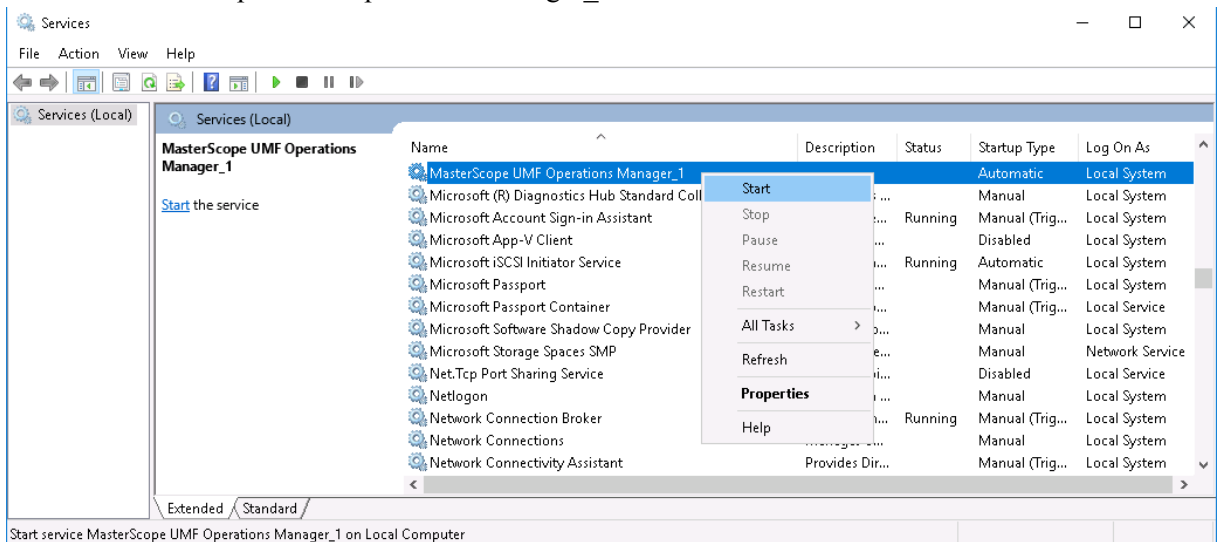 Services
File Action View Help
Services (Local)
Services (Local)
MasterScope UMF Operations
Manager_1
Start the service
Name Description Status Startup Type Log On As
MasterScope UMF Operations Manager_1 Automatic Local System
Microsoft (R) Diagnostics Hub Standard Coll ... Manual Local System
Microsoft Account Sign-in Assistant ... Running Manual (Trig... Local System
Microsoft App-V Client ... Disabled Local System
Microsoft iSCSI Initiator Service ... Running Automatic Local System
Microsoft Passport ... Manual (Trig... Local System
Microsoft Passport Container ... Manual (Trig... Local Service
Microsoft Software Shadow Copy Provider ... Manual Local System
Microsoft Storage Spaces SMP ... Manual Network Service
Net.Tcp Port Sharing Service ... Disabled Local Service
Netlogon ... Manual Local System
Network Connection Broker ... Running Manual (Trig... Local System
Network Connections Manual Local System
Network Connectivity Assistant Provides Dir... Manual (Trig... Local System
Start
Stop
Pause
Resume
Restart
All Tasks >
Refresh
Properties
Help
Extended Standard
Start service MasterScope UMF Operations Manager_1 on Local Computer